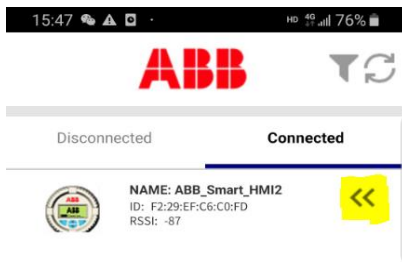 15:47 HD 4G 76%
ABB
Disconnected Connected
NAME: ABB_Smart_HMI2
ID: F2:29:EF:C6:C0:FD
RSSI: -87